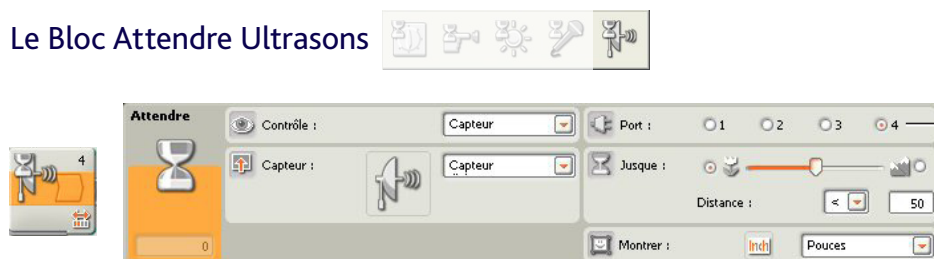 Le Bloc Attendre Ultrasons
Attendre
Contrôle :
Capteur
Port :
1
2
3
4
4
Capteur :
Capteur
Jusque :
Distance :
<
50
0
Montrer :
Inch
Pouces